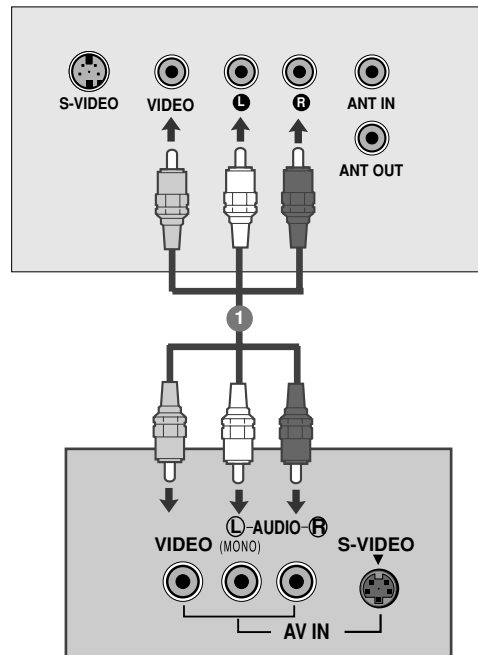 S-VIDEO VIDEO L R ANT IN
ANT OUT
1
L-AUDIO-R
VIDEO (MONO) S-VIDEO
AV IN